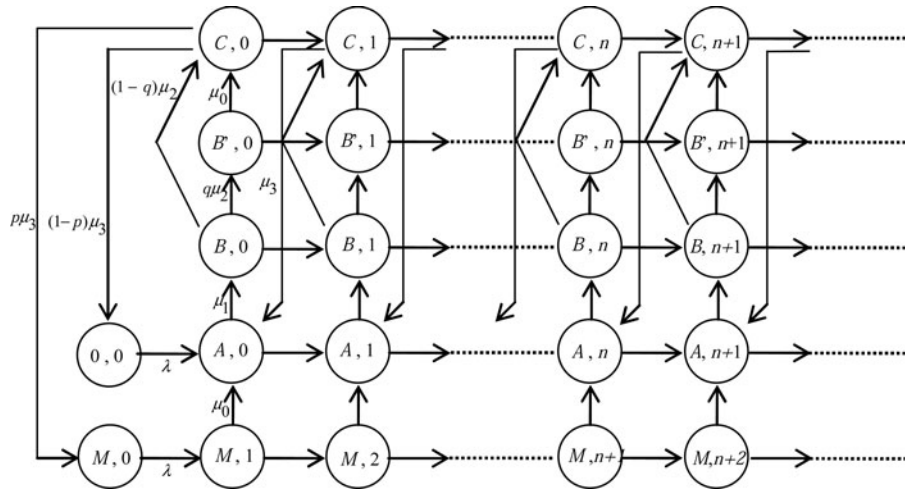 C, 0 C, 1 C, n C, n+1
(1 − q)μ2 μ0
B', 0 B', 1 B', n B', n+1
qμ2 μ3
pμ3 (1−p)μ3
B, 0 B, 1 B, n B, n+1
μ1
0, 0 A, 0 A, 1 A, n A, n+1
λ
μ0
M, 0 M, 1 M, 2 M, n+1 M, n+2
λ